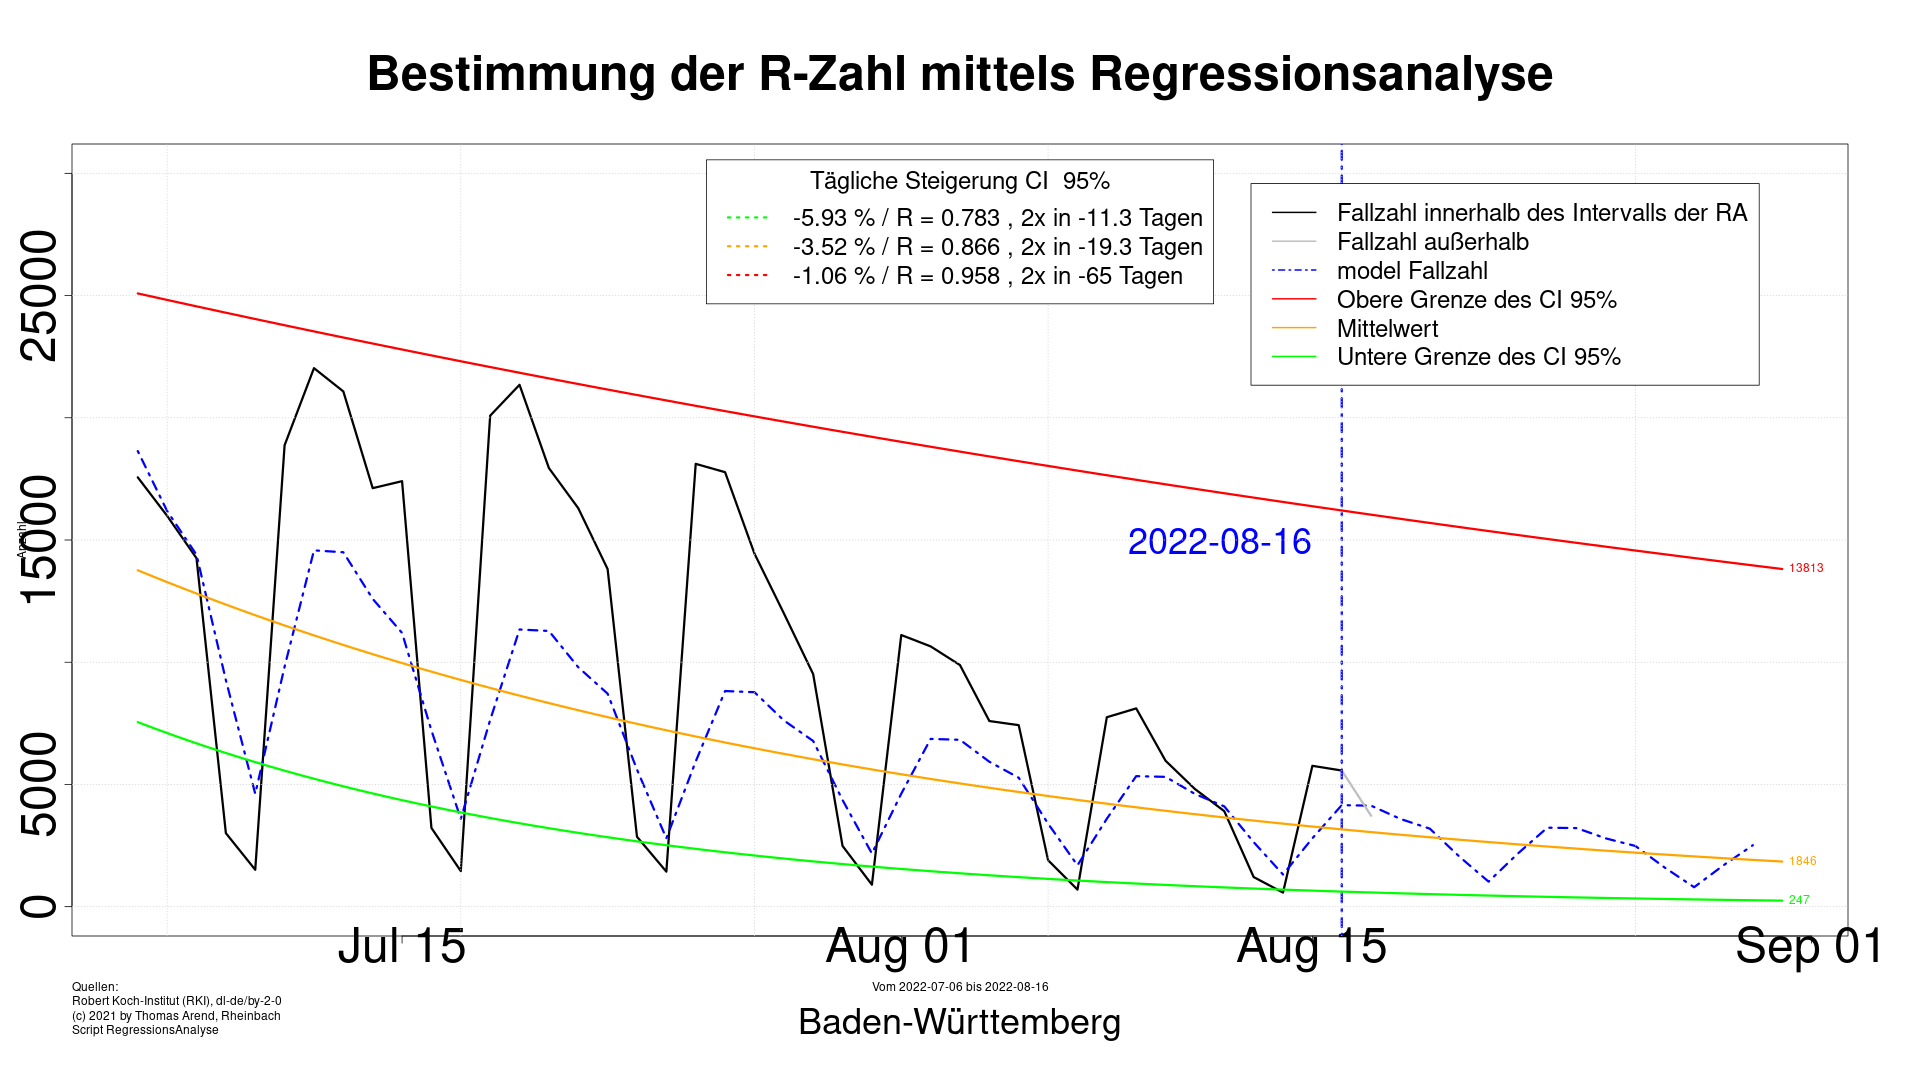 Bestimmung der R-Zahl mittels Regressionsanalyse
Tägliche Steigerung CI  95%
-5.93 % / R = 0.783 , 2x in -11.3 Tagen
-3.52 % / R = 0.866 , 2x in -19.3 Tagen
-1.06 % / R = 0.958 , 2x in -65 Tagen
Fallzahl innerhalb des Intervalls der RA
Fallzahl außerhalb
model Fallzahl
Obere Grenze des CI 95%
Mittelwert
Untere Grenze des CI 95%
25000
15000
5000
0
Anzahl
2022-08-16
13813
1846
247
Jul 15
Aug 01
Aug 15
Sep 01
Quellen:
Robert Koch-Institut (RKI), dl-de/by-2-0
(c) 2021 by Thomas Arend, Rheinbach
Script RegressionsAnalyse
Vom 2022-07-06 bis 2022-08-16
Baden-Württemberg